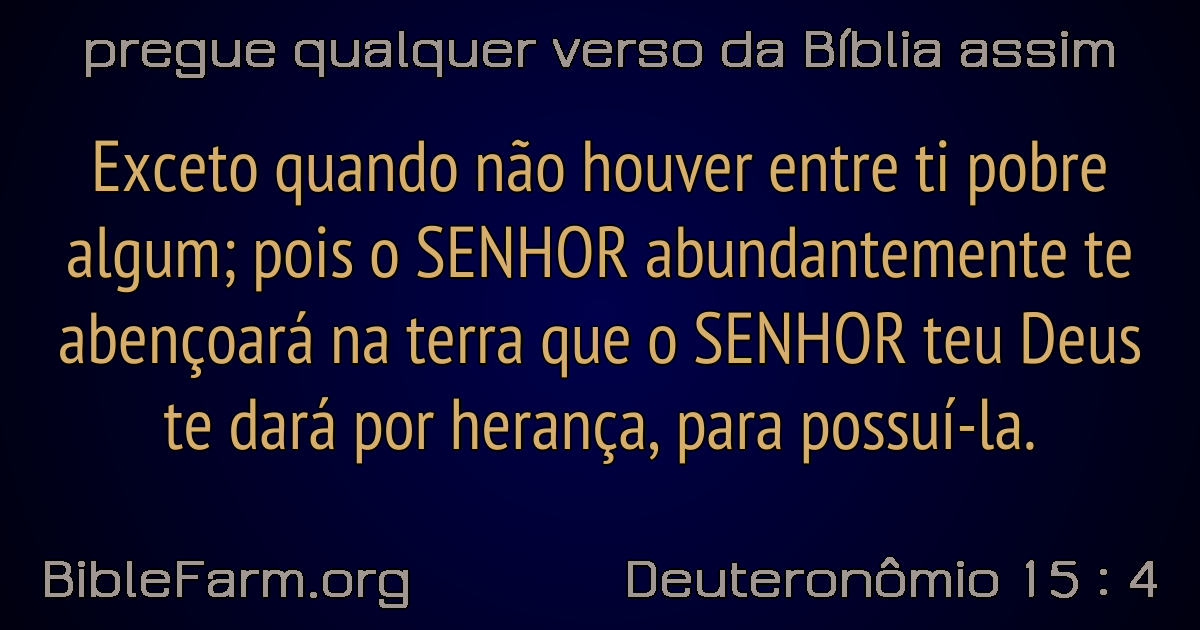 pregue qualquer verso da Bíblia assim
Exceto quando não houver entre ti pobre
algum; pois o SENHOR abundantemente te
abençoará na terra que o SENHOR teu Deus
te dará por herança, para possuí-la.
BibleFarm.org
Deuteronômio 15 : 4